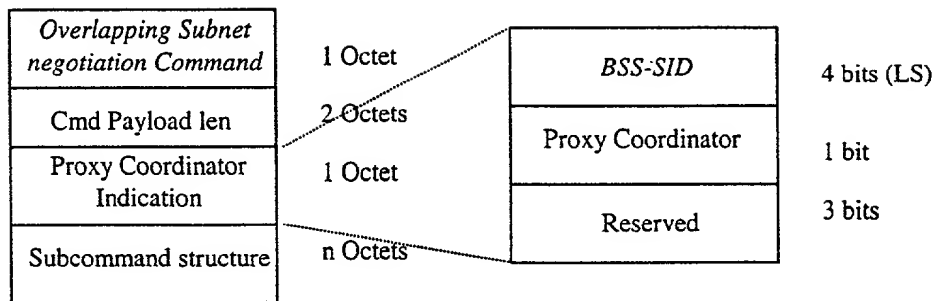 Overlapping Subnet
negotiation Command
1 Octet
Cmd Payload len
2 Octets
Proxy Coordinator
Indication
1 Octet
Subcommand structure
n Octets
BSS-SID
4 bits (LS)
Proxy Coordinator
1 bit
Reserved
3 bits